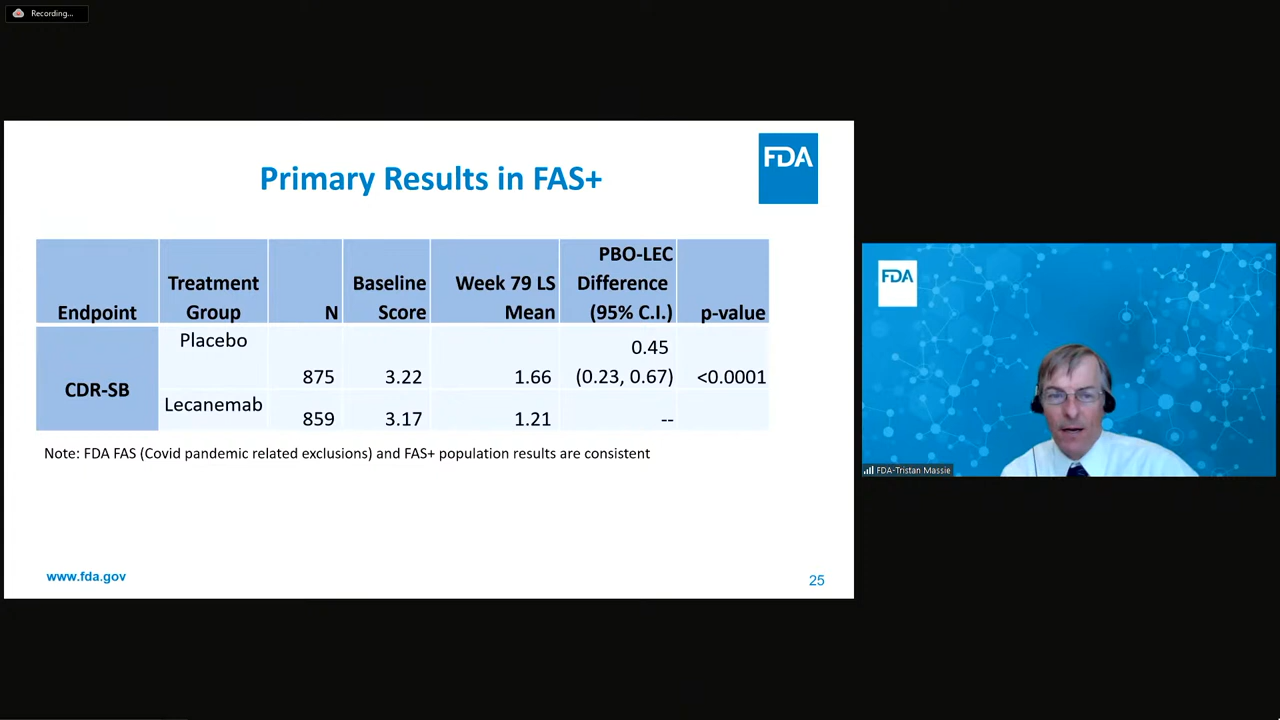 Recording...
FDA
Primary Results in FAS+
Endpoint
Treatment
Group
N
Baseline
Score
Week 79 LS
Mean
PBO-LEC
Difference
(95% C.I.)
p-value
CDR-SB
Placebo
875
3.22
1.66
0.45
(0.23, 0.67)
<0.0001
Lecanemab
859
3.17
1.21
--
Note: FDA FAS (Covid pandemic related exclusions) and FAS+ population results are consistent
www.fda.gov
25
FDA
FDA-Tristan Massie